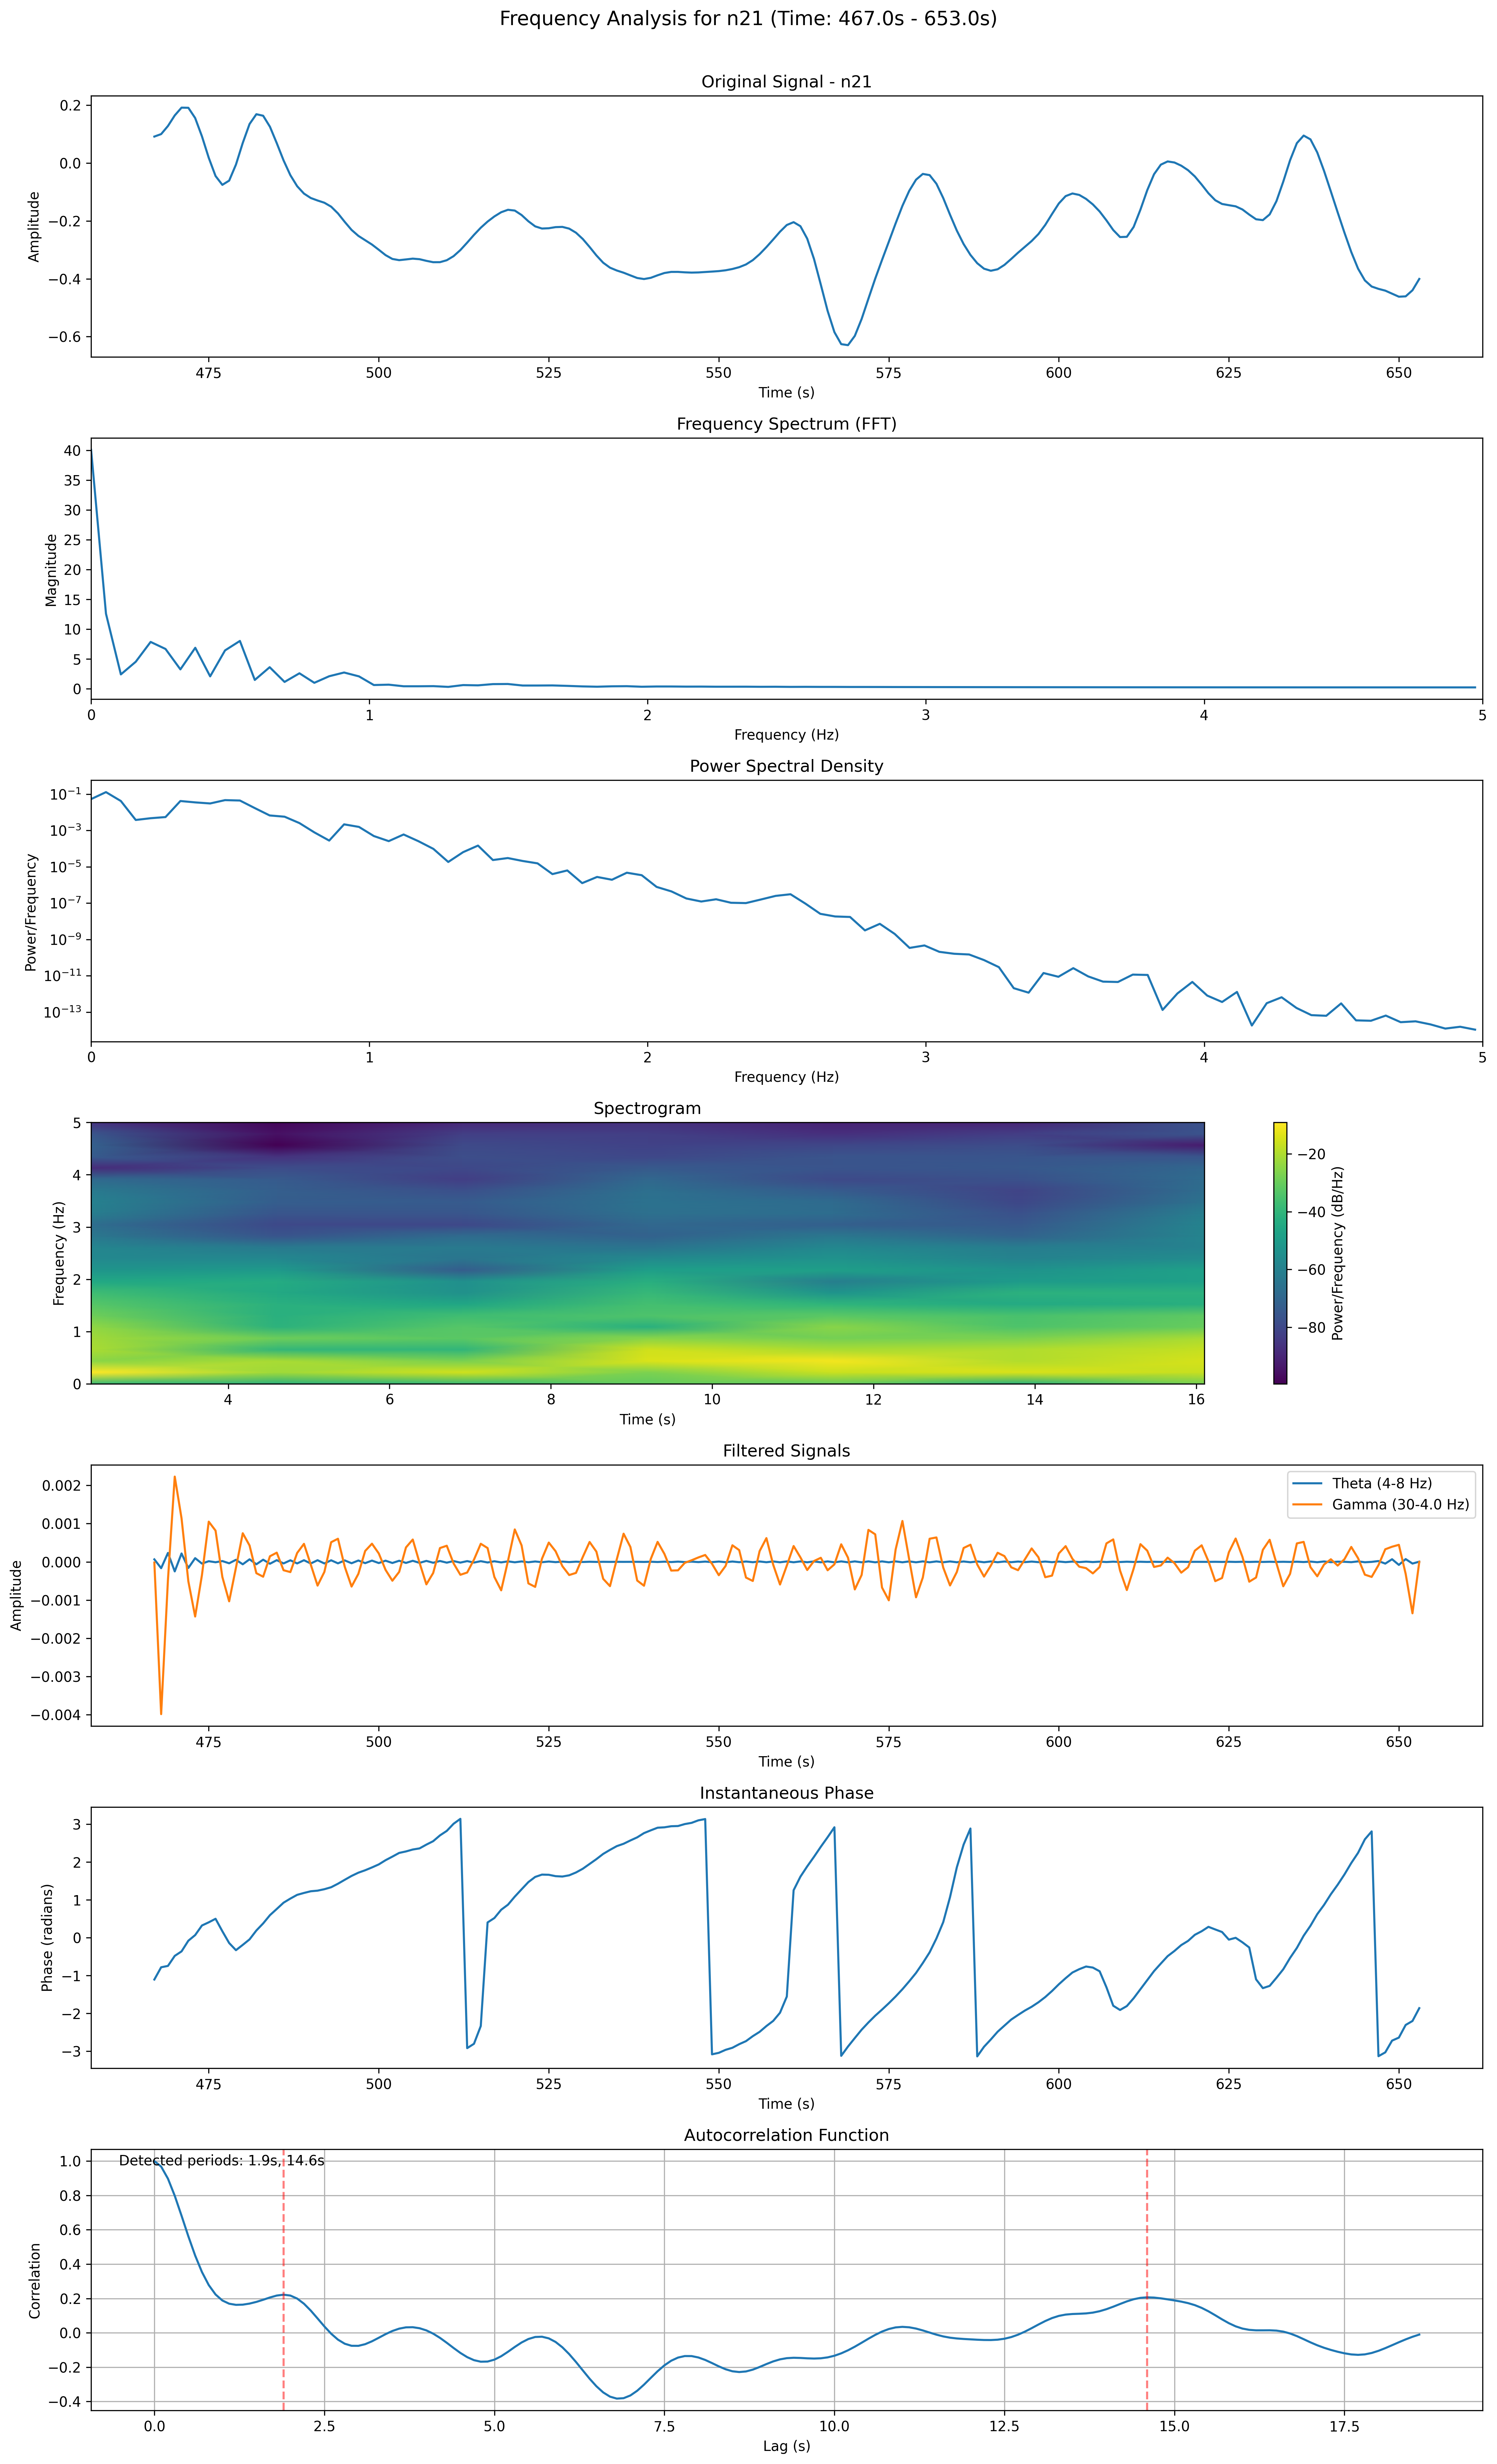 Frequency Analysis for n21 (Time: 467.0s - 653.0s)
Original Signal - n21
0.2
0.0
−0.2
−0.4
−0.6
Amplitude
475 500 525 550 575 600 625 650
Time (s)
Frequency Spectrum (FFT)
40
35
30
25
20
15
10
5
0
Magnitude
0 1 2 3 4 5
Frequency (Hz)
Power Spectral Density
10⁻¹
10⁻³
10⁻⁵
10⁻⁷
10⁻⁹
10⁻¹¹
10⁻¹³
Power/Frequency
0 1 2 3 4 5
Frequency (Hz)
Spectrogram
5
4
3
2
1
0
Frequency (Hz)
4 6 8 10 12 14 16
Time (s)
−20
−40
−60
−80
Power/Frequency (dB/Hz)
Filtered Signals
Theta (4-8 Hz)
Gamma (30-4.0 Hz)
0.002
0.001
0.000
−0.001
−0.002
−0.003
−0.004
Amplitude
475 500 525 550 575 600 625 650
Time (s)
Instantaneous Phase
3
2
1
0
−1
−2
−3
Phase (radians)
475 500 525 550 575 600 625 650
Time (s)
Autocorrelation Function
Detected periods: 1.9s, 14.6s
1.0
0.8
0.6
0.4
0.2
0.0
−0.2
−0.4
Correlation
0.0 2.5 5.0 7.5 10.0 12.5 15.0 17.5
Lag (s)